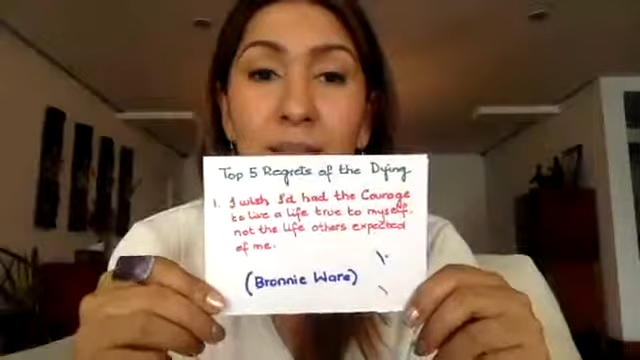 Top 5 Regrets of the Dying
1. I wish I'd had the Courage
to live a life true to myself,
not the life others expected
of me.
(Bronnie Ware)